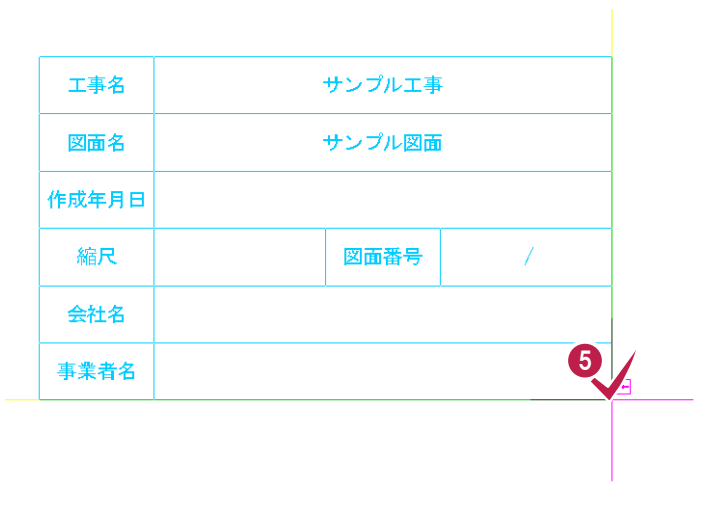 工事名 サンプル工事
図面名 サンプル図面
作成年月日
縮尺 図面番号 /
会社名
事業者名
5